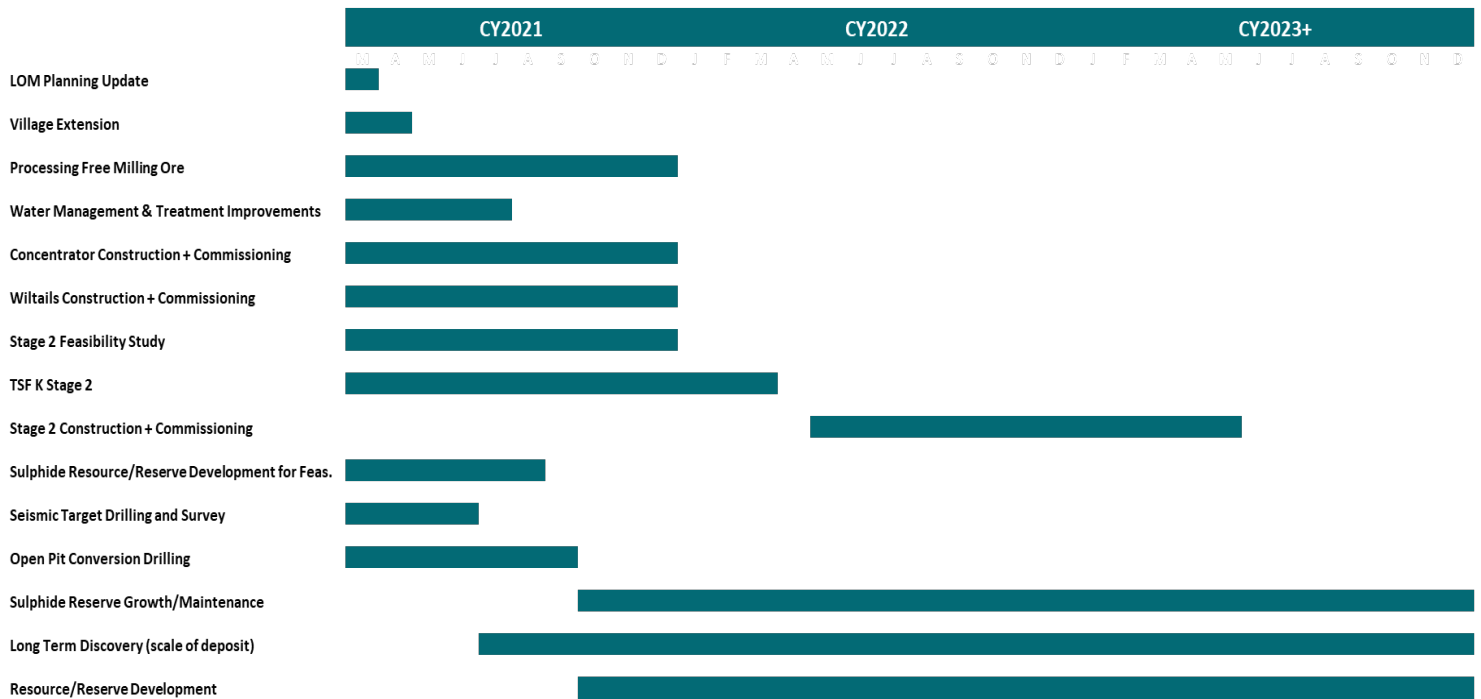 CY2021 CY2022 CY2023+
M A M J J A S O N D J F M A M J J A S O N D J F M A M J J A S O N D
LOM Planning Update
Village Extension
Processing Free Milling Ore
Water Management & Treatment Improvements
Concentrator Construction + Commissioning
Wiltails Construction + Commissioning
Stage 2 Feasibility Study
TSF K Stage 2
Stage 2 Construction + Commissioning
Sulphide Resource/Reserve Development for Feas.
Seismic Target Drilling and Survey
Open Pit Conversion Drilling
Sulphide Reserve Growth/Maintenance
Long Term Discovery (scale of deposit)
Resource/Reserve Development